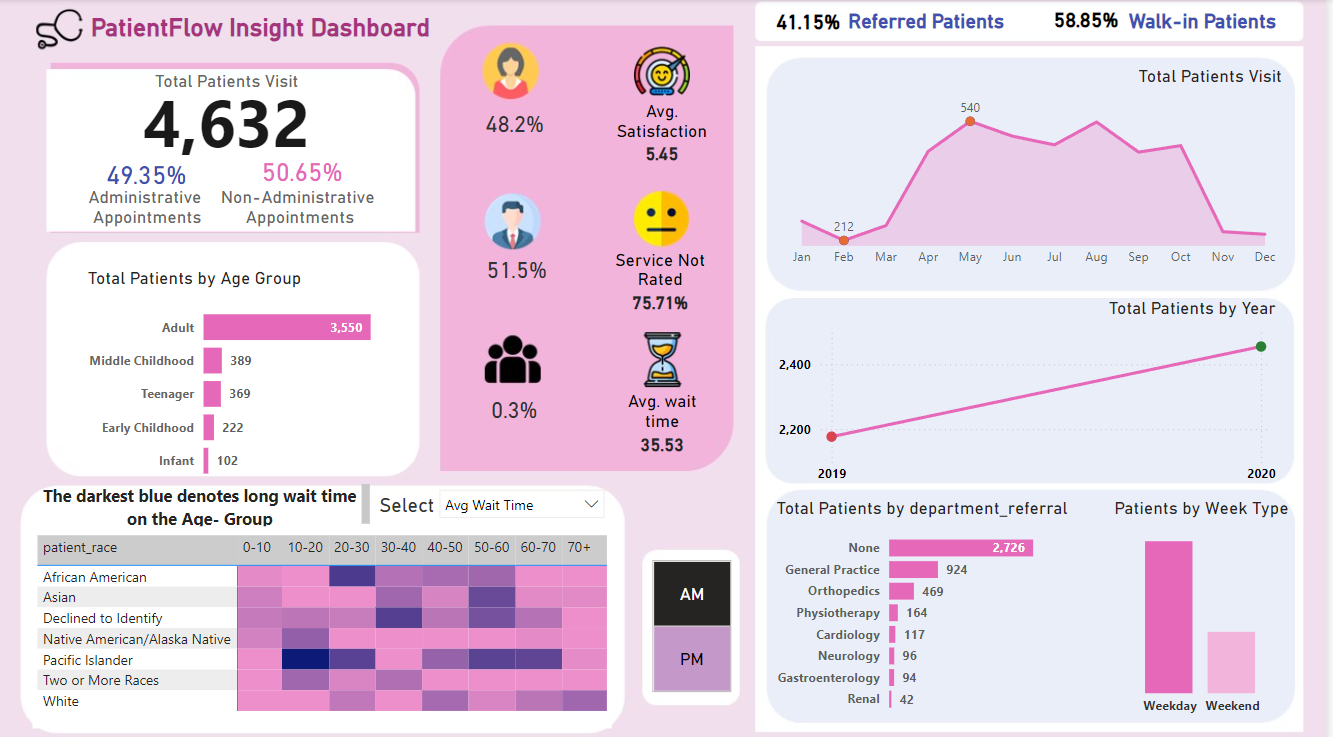 PatientFlow Insight Dashboard
41.15% Referred Patients
58.85% Walk-in Patients
Total Patients Visit
4,632
49.35%
Administrative
Appointments
50.65%
Non-Administrative
Appointments
48.2%
51.5%
0.3%
Avg.
Satisfaction
5.45
Service Not
Rated
75.71%
Avg. wait
time
35.53
Total Patients Visit
540
212
Jan Feb Mar Apr May Jun Jul Aug Sep Oct Nov Dec
Total Patients by Age Group
Adult 3,550
Middle Childhood 389
Teenager 369
Early Childhood 222
Infant 102
Total Patients by Year
2,400
2,200
2019 2020
The darkest blue denotes long wait time
on the Age- Group
Select Avg Wait Time
patient_race 0-10 10-20 20-30 30-40 40-50 50-60 60-70 70+
African American
Asian
Declined to Identify
Native American/Alaska Native
Pacific Islander
Two or More Races
White
AM
PM
Total Patients by department_referral
None 2,726
General Practice 924
Orthopedics 469
Physiotherapy 164
Cardiology 117
Neurology 96
Gastroenterology 94
Renal 42
Patients by Week Type
Weekday Weekend